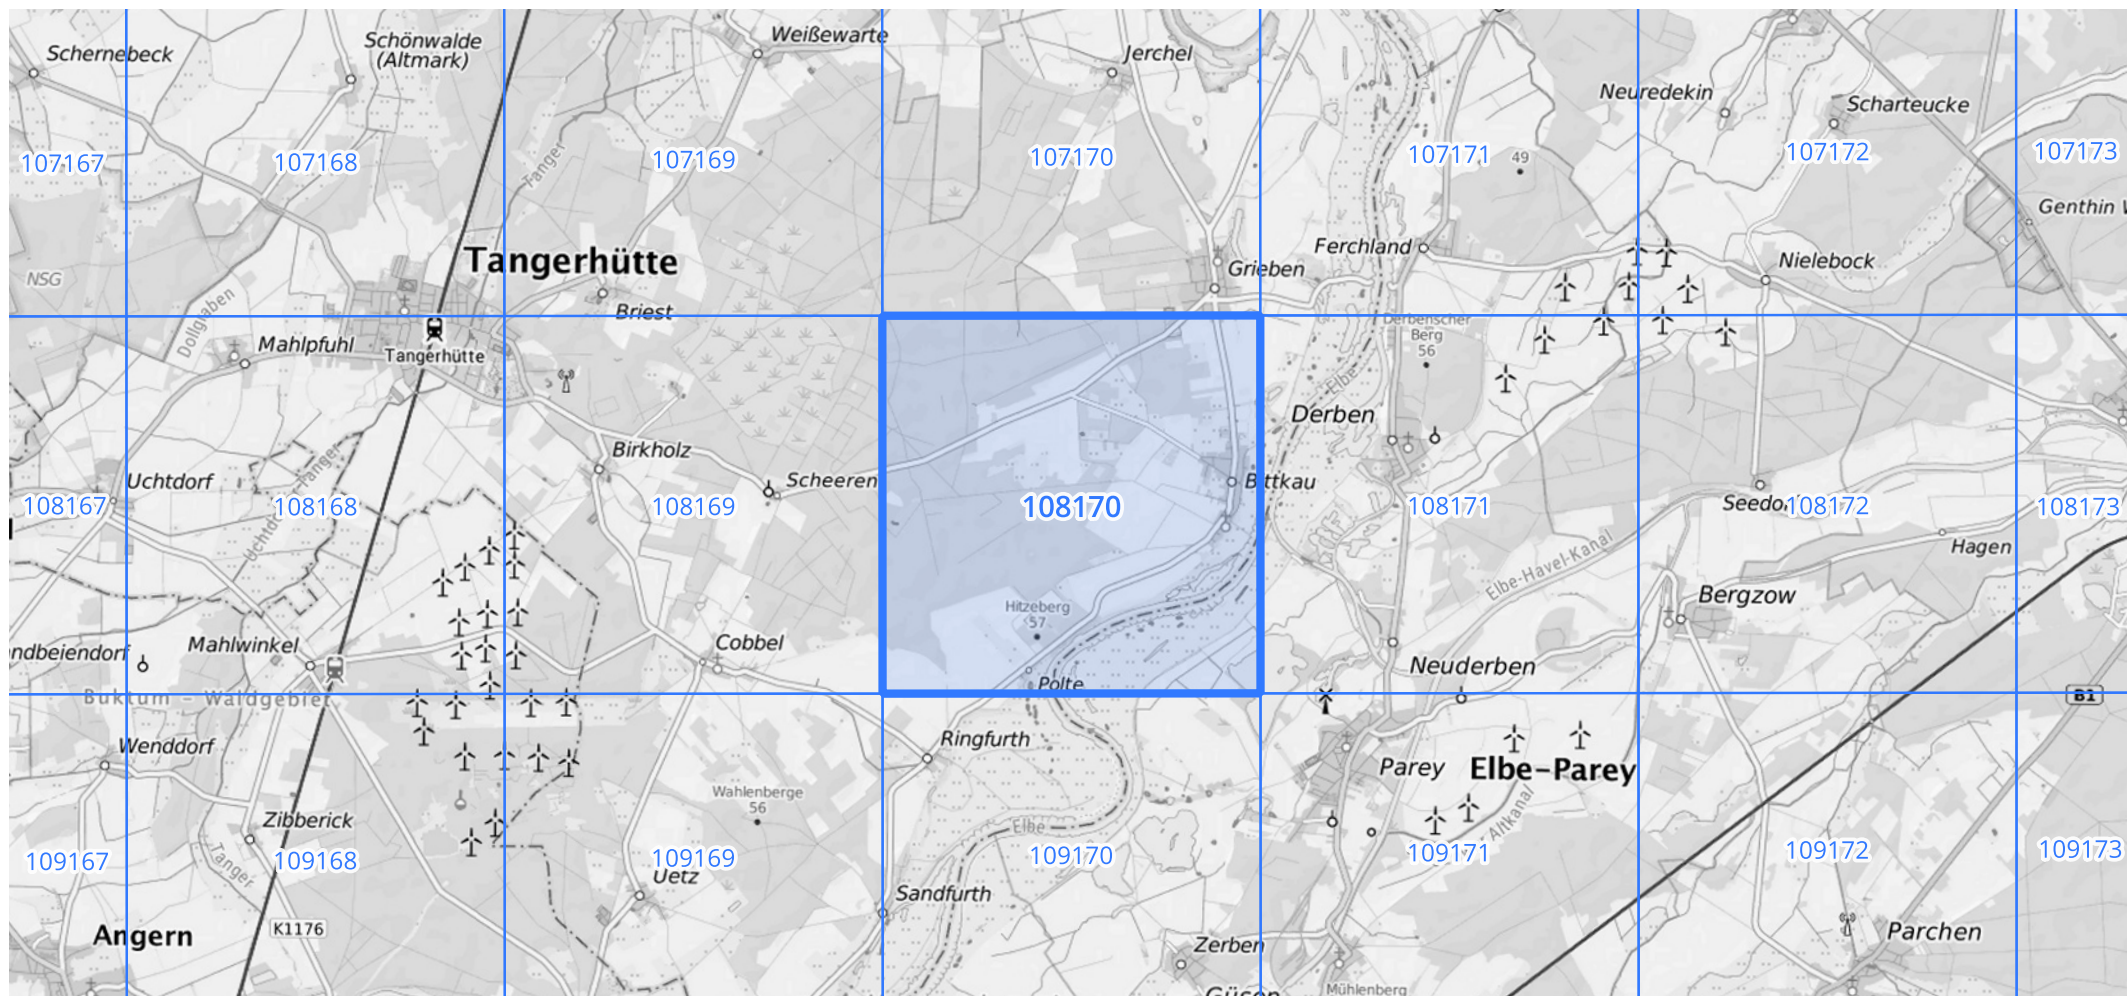 Schernebeck
Schönwalde
(Altmark)
Weißewarte
Jerchel
Neuredekin
Scharteucke
107167
107168
107169
107170
107171
107172
107173
Tanger
49
Genthin W
NSG
Dollgraben
Tangerhütte
Briest
Grieben
Ferchland
Nielebock
Mahlpfuhl
Tangerhütte
Derbenscher
Berg
56
Elbe
Derben
Birkholz
Scheeren
Bittkau
Uchtdorf
108167
108168
108169
108170
108171
108172
108173
Seedo
Uchtdo
Tanger
Elbe-Havel-Kanal
Hagen
Bergzow
Hitzeberg
57
Mahlwinkel
ndbeiendorf
Cobbel
Neuderben
Polte
Buktum - Waldgebiet
B1
Wenddorf
Ringfurth
Parey
Elbe-Parey
Wahlenberge
56
Zibberick
Elbe
Altkanal
109167
109168
109169
109170
109171
109172
109173
Tanger
Uetz
Sandfurth
Angern
K1176
Zerben
Parchen
Güsen
Mühlenberg